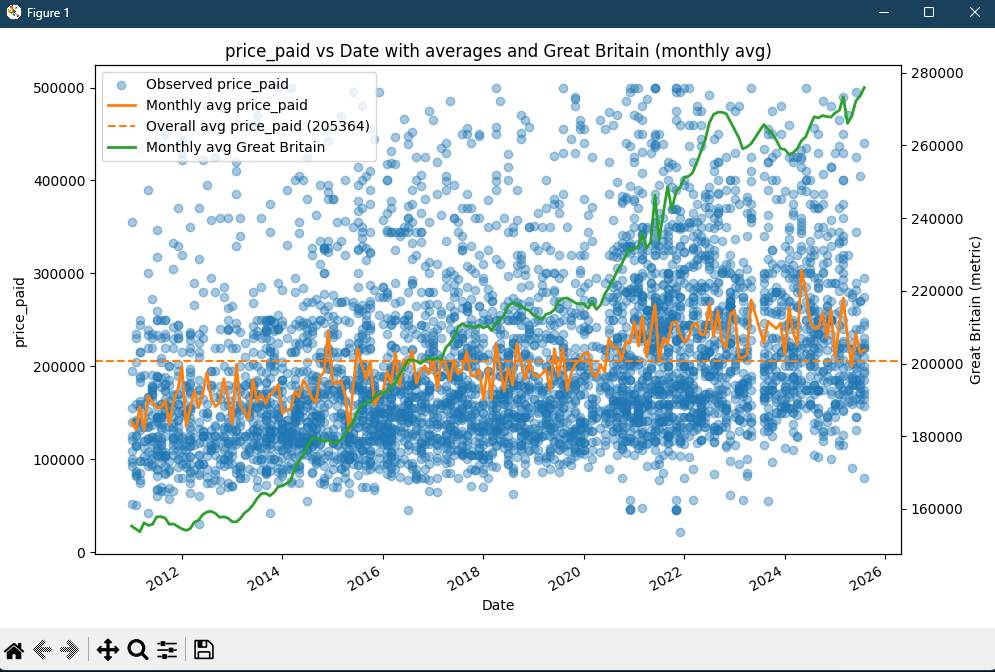 Figure 1
price_paid vs Date with averages and Great Britain (monthly avg)
Observed price_paid
Monthly avg price_paid
Overall avg price_paid (205364)
Monthly avg Great Britain
500000
400000
300000
200000
100000
0
price_paid
280000
260000
240000
220000
200000
180000
160000
Great Britain (metric)
2012
2014
2016
2018
2020
2022
2024
2026
Date